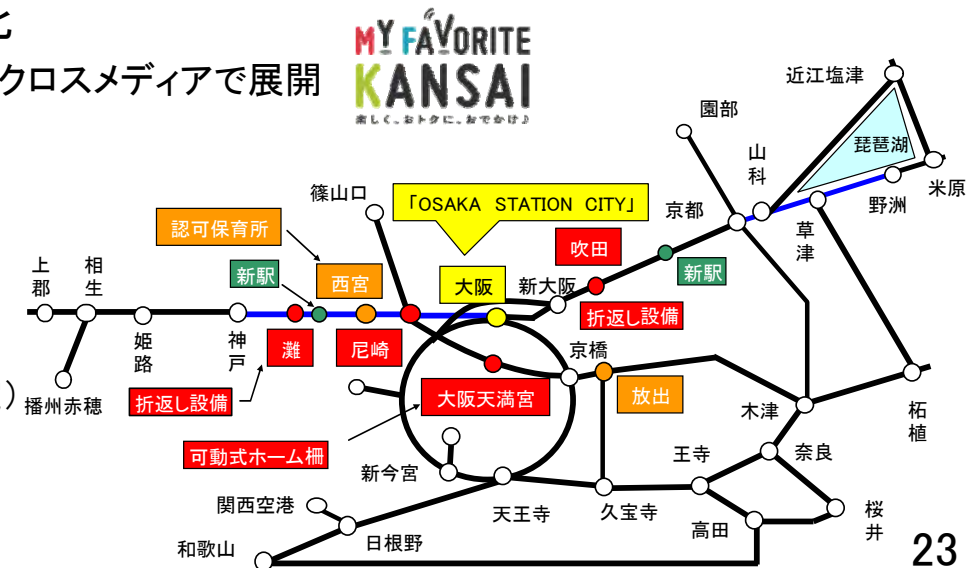 クロスメディアで展開
MY FAVORITE
KANSAI
楽しく、おトクに、おでかけ♪
近江塩津
園部
琵琶湖
山科
米原
野洲
草津
京都
篠山口
「OSAKA STATION CITY」
認可保育所
吹田
新駅
新駅
西宮
大阪
新大阪
折返し設備
上郡
相生
姫路
神戸
灘
尼崎
京橋
播州赤穂
)
折返し設備
大阪天満宮
放出
木津
柘植
可動式ホーム柵
新今宮
王寺
奈良
関西空港
天王寺
久宝寺
高田
桜井
日根野
和歌山
23